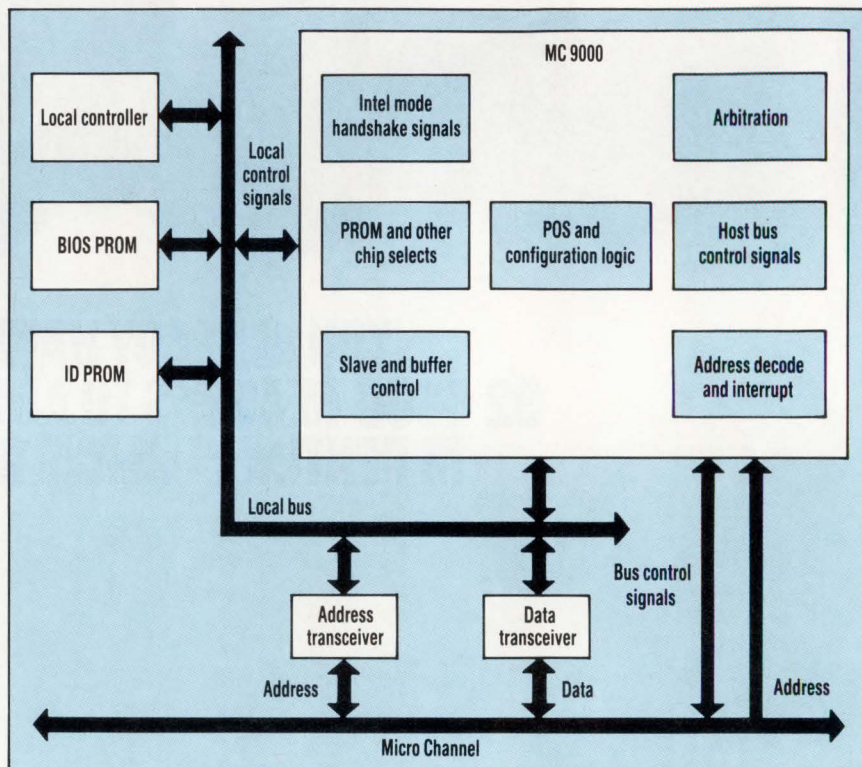 MC 9000
Local controller
BIOS PROM
ID PROM
Local
control
signals
Intel mode
handshake signals
Arbitration
PROM and other
chip selects
POS and
configuration logic
Host bus
control signals
Slave and buffer
control
Address decode
and interrupt
Local bus
Bus control
signals
Address
transceiver
Data
transceiver
Address
Data
Address
Micro Channel